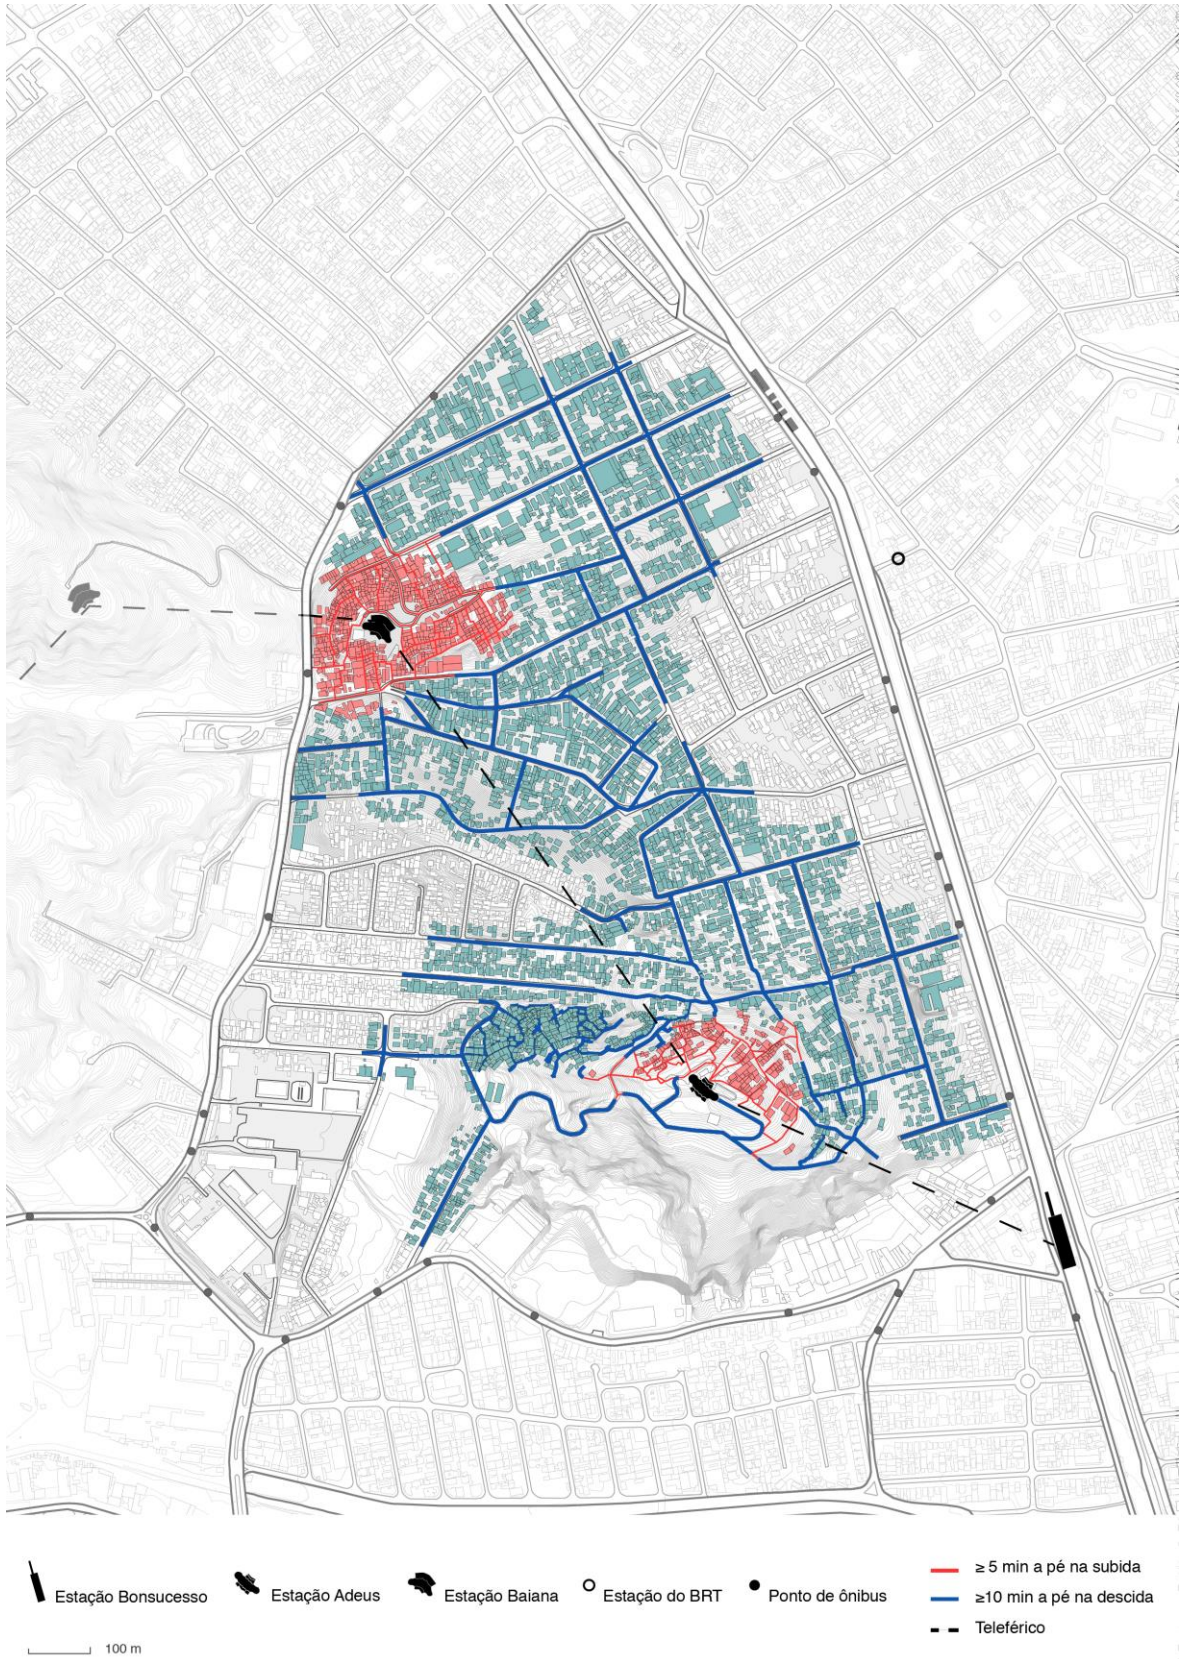 Estação Bonsucesso
Estação Adeus
Estação Baiana
Estação do BRT
Ponto de ônibus
≥ 5 min a pé na subida
≥10 min a pé na descida
Teleférico
100 m